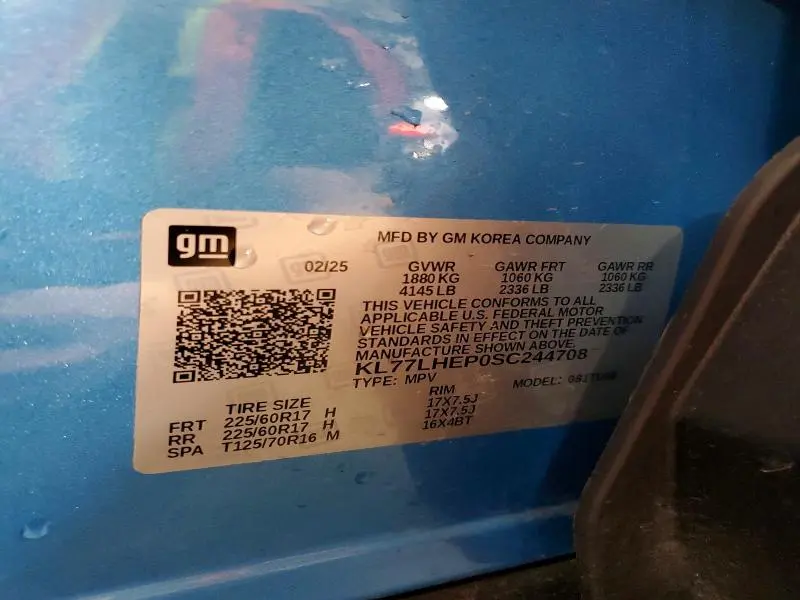 gm
MFD BY GM KOREA COMPANY
02/25
GVWR GAWR FRT GAWR RR
1880 KG 1060 KG 1060 KG
4145 LB 2336 LB 2336 LB
THIS VEHICLE CONFORMS TO ALL
APPLICABLE U.S. FEDERAL MOTOR
VEHICLE SAFETY AND THEFT PREVENTION
STANDARDS IN EFFECT ON THE DATE OF
MANUFACTURE SHOWN ABOVE.
KL77LHEP0SC244708
TYPE: MPV MODEL:
TIRE SIZE RIM
FRT 225/60R17 H 17X7.5J
RR 225/60R17 H 17X7.5J
SPA T125/70R16 M 16X4BT